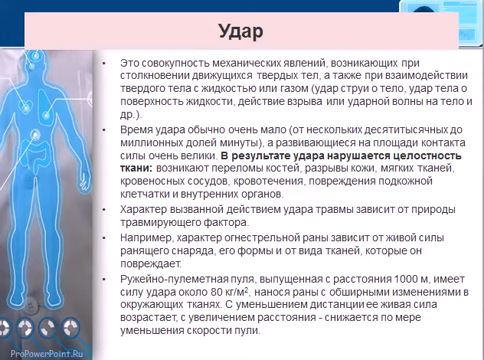 Удар
• Это совокупность механических явлений, возникающих при
столкновении движущихся твердых тел, а также при взаимодействии
твердого тела с жидкостью или газом (удар струи о тело, удар тела о
поверхность жидкости, действие взрыва или ударной волны на тело и
др.).
• Время удара обычно очень мало (от нескольких десятитысячных до
миллионных долей минуты), а развивающиеся на площади контакта
силы очень велики. В результате удара нарушается целостность
ткани: возникают переломы костей, разрывы кожи, мягких тканей,
кровеносных сосудов, кровотечения, повреждения подкожной
клетчатки и внутренних органов.
• Характер вызванной действием удара травмы зависит от природы
травмирующего фактора.
• Например, характер огнестрельной раны зависит от живой силы
ранящего снаряда, его формы и от вида тканей, которые он
повреждает.
• Ружейно-пулеметная пуля, выпущенная с расстояния 1000 м, имеет
силу удара около 80 кг/м², нанося раны с обширными изменениями в
окружающих тканях. С уменьшением дистанции ее живая сила
возрастает, с увеличением расстояния - снижается по мере
уменьшения скорости пули.
ProPowerPoint.Ru